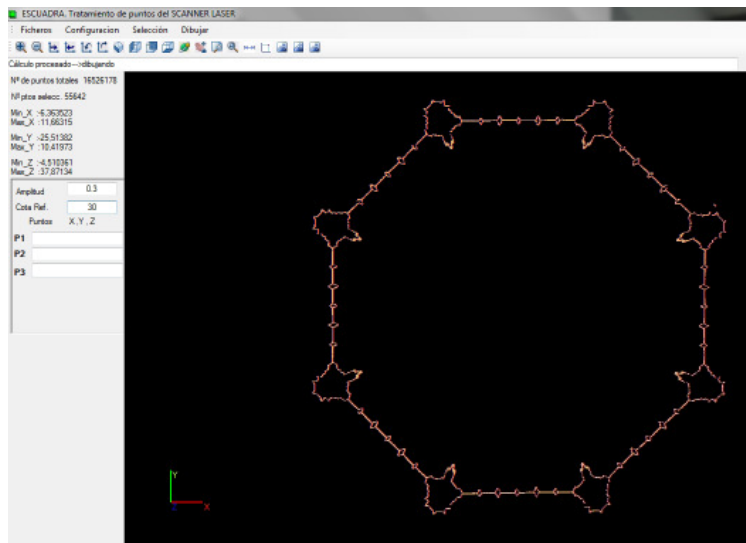 ESCUADRA. Tratamiento de puntos del SCANNER LASER
Ficheros Configuracion Selección Dibujar
Cálculo procesado-->dibujando
Nº de puntos totales 16526178
Nº ptos selecc. 55642
Min_X :-6,363523
Max_X :11,66315
Min_Y :-25,51382
Max_Y :10,41973
Min_Z :-4,510361
Max_Z :37,87134
Amplitud 0.3
Cota Ref. 30
Puntos X,Y,Z
P1
P2
P3
Y
Z X